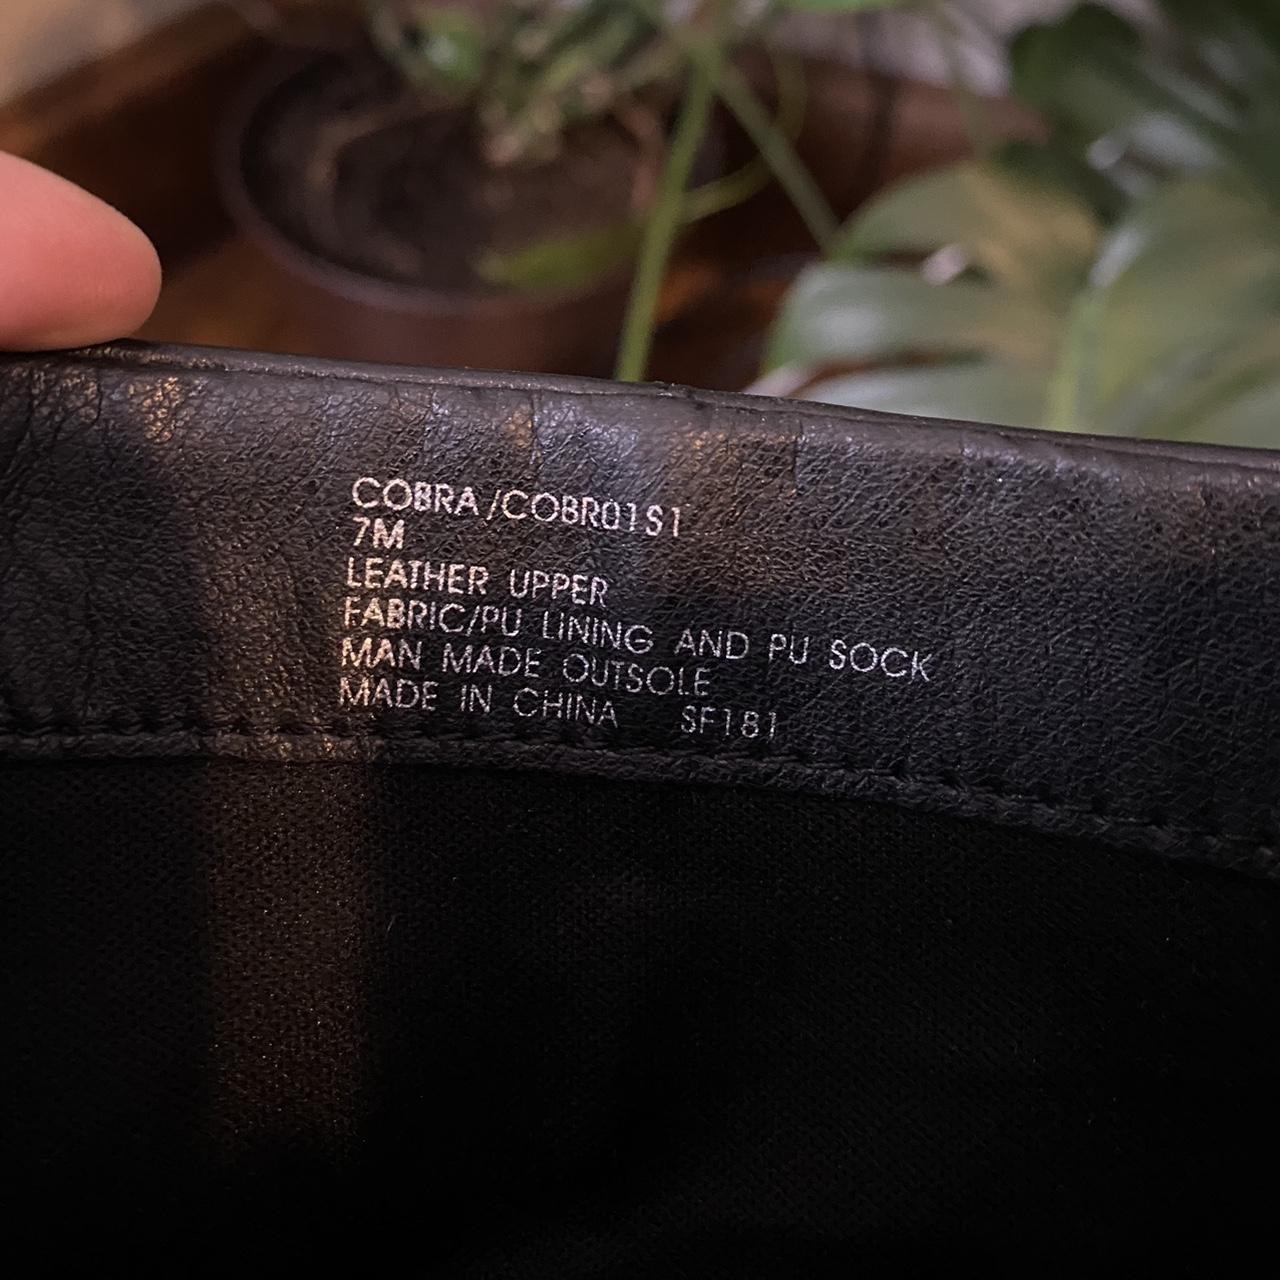 COBRA/COBR01S1
7M
LEATHER UPPER
FABRIC/PU LINING AND PU SOCK
MAN MADE OUTSOLE
MADE IN CHINA SF181